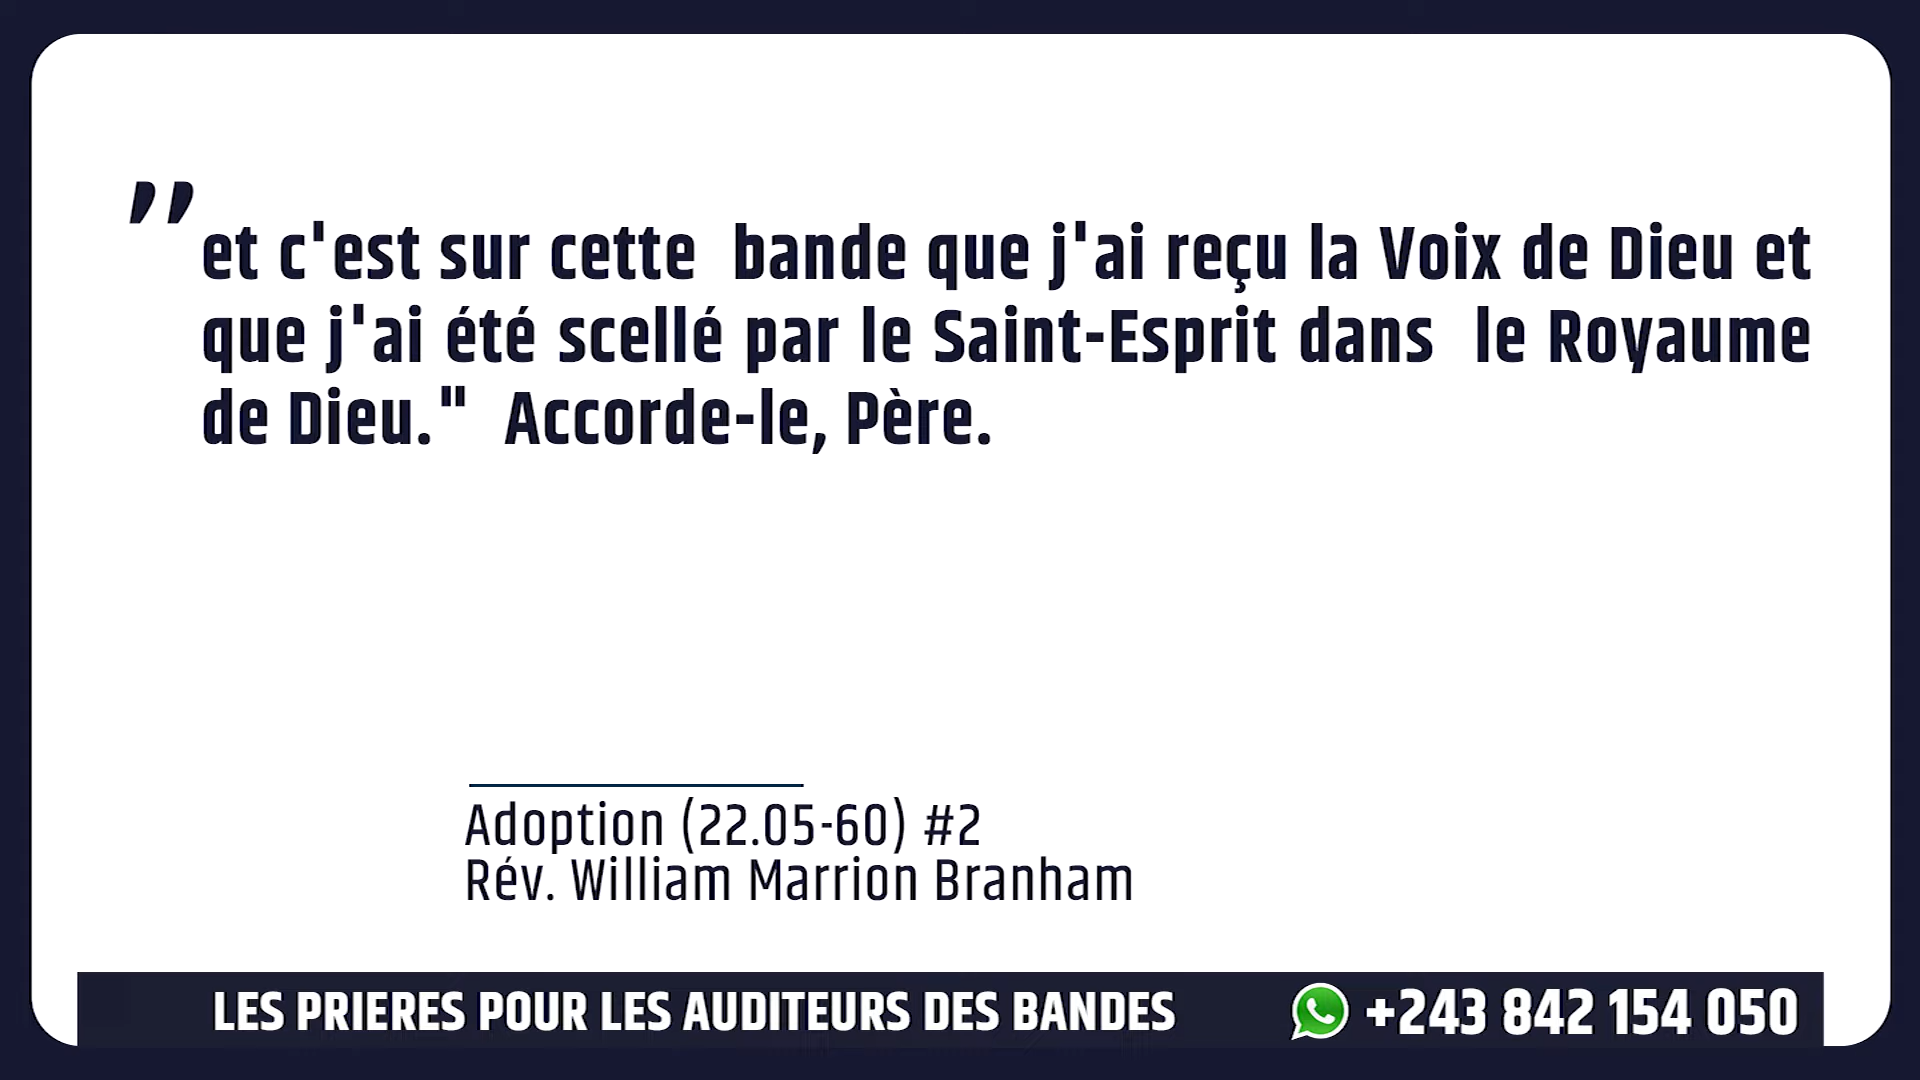 ” et c'est sur cette bande que j'ai reçu la Voix de Dieu et
que j'ai été scellé par le Saint-Esprit dans le Royaume
de Dieu." Accorde-le, Père.
Adoption (22.05-60) #2
Rév. William Marrion Branham
LES PRIERES POUR LES AUDITEURS DES BANDES +243 842 154 050